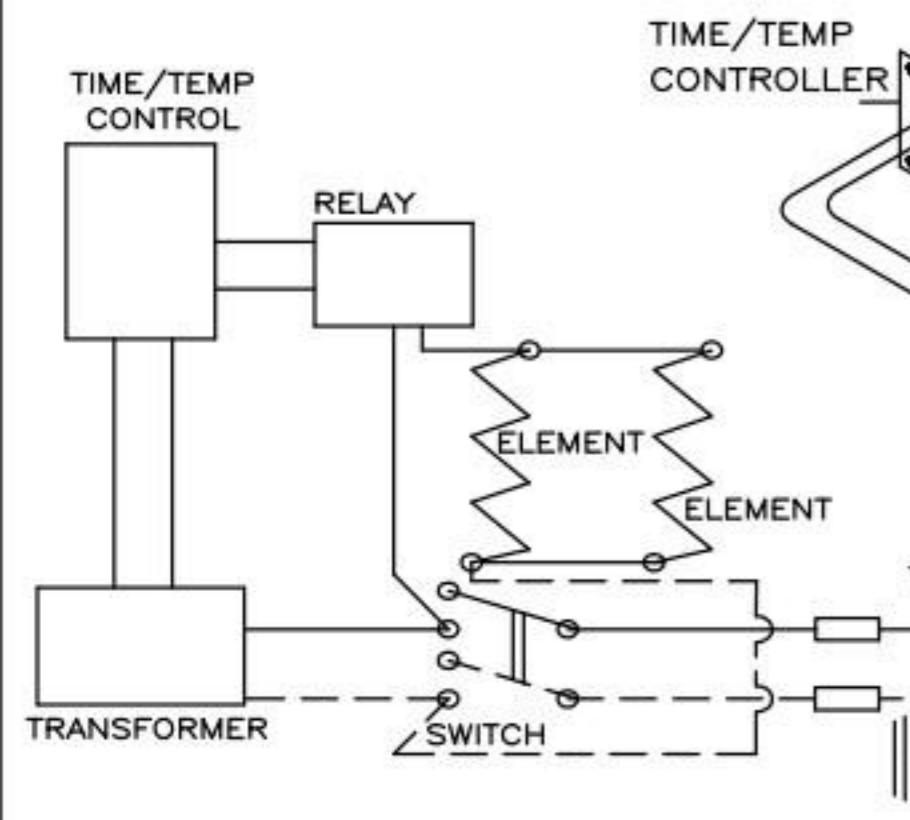 TIME/TEMP
CONTROLLER
TIME/TEMP
CONTROL
RELAY
ELEMENT
ELEMENT
TRANSFORMER
SWITCH